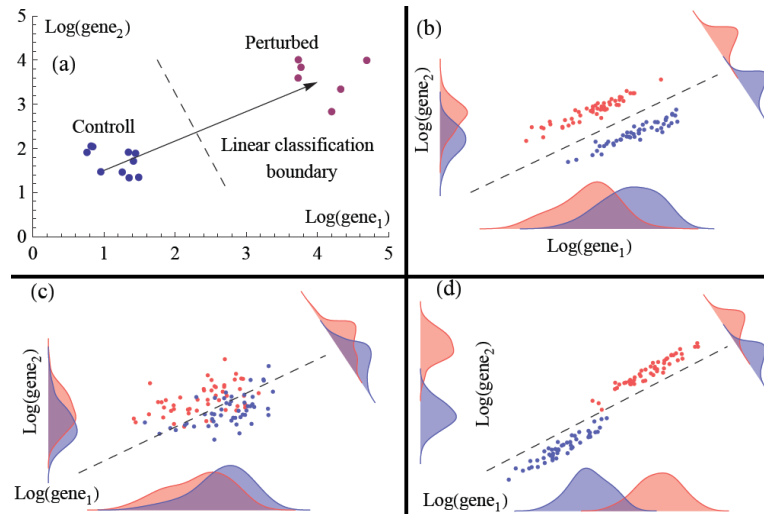 5
4
3
2
1
0
Log(gene₂)
(a)
Perturbed
Controll
Linear classification
boundary
Log(gene₁)
0
1
2
3
4
5
(b)
Log(gene₂)
Log(gene₁)
(c)
Log(gene₂)
Log(gene₁)
(d)
Log(gene₂)
Log(gene₁)